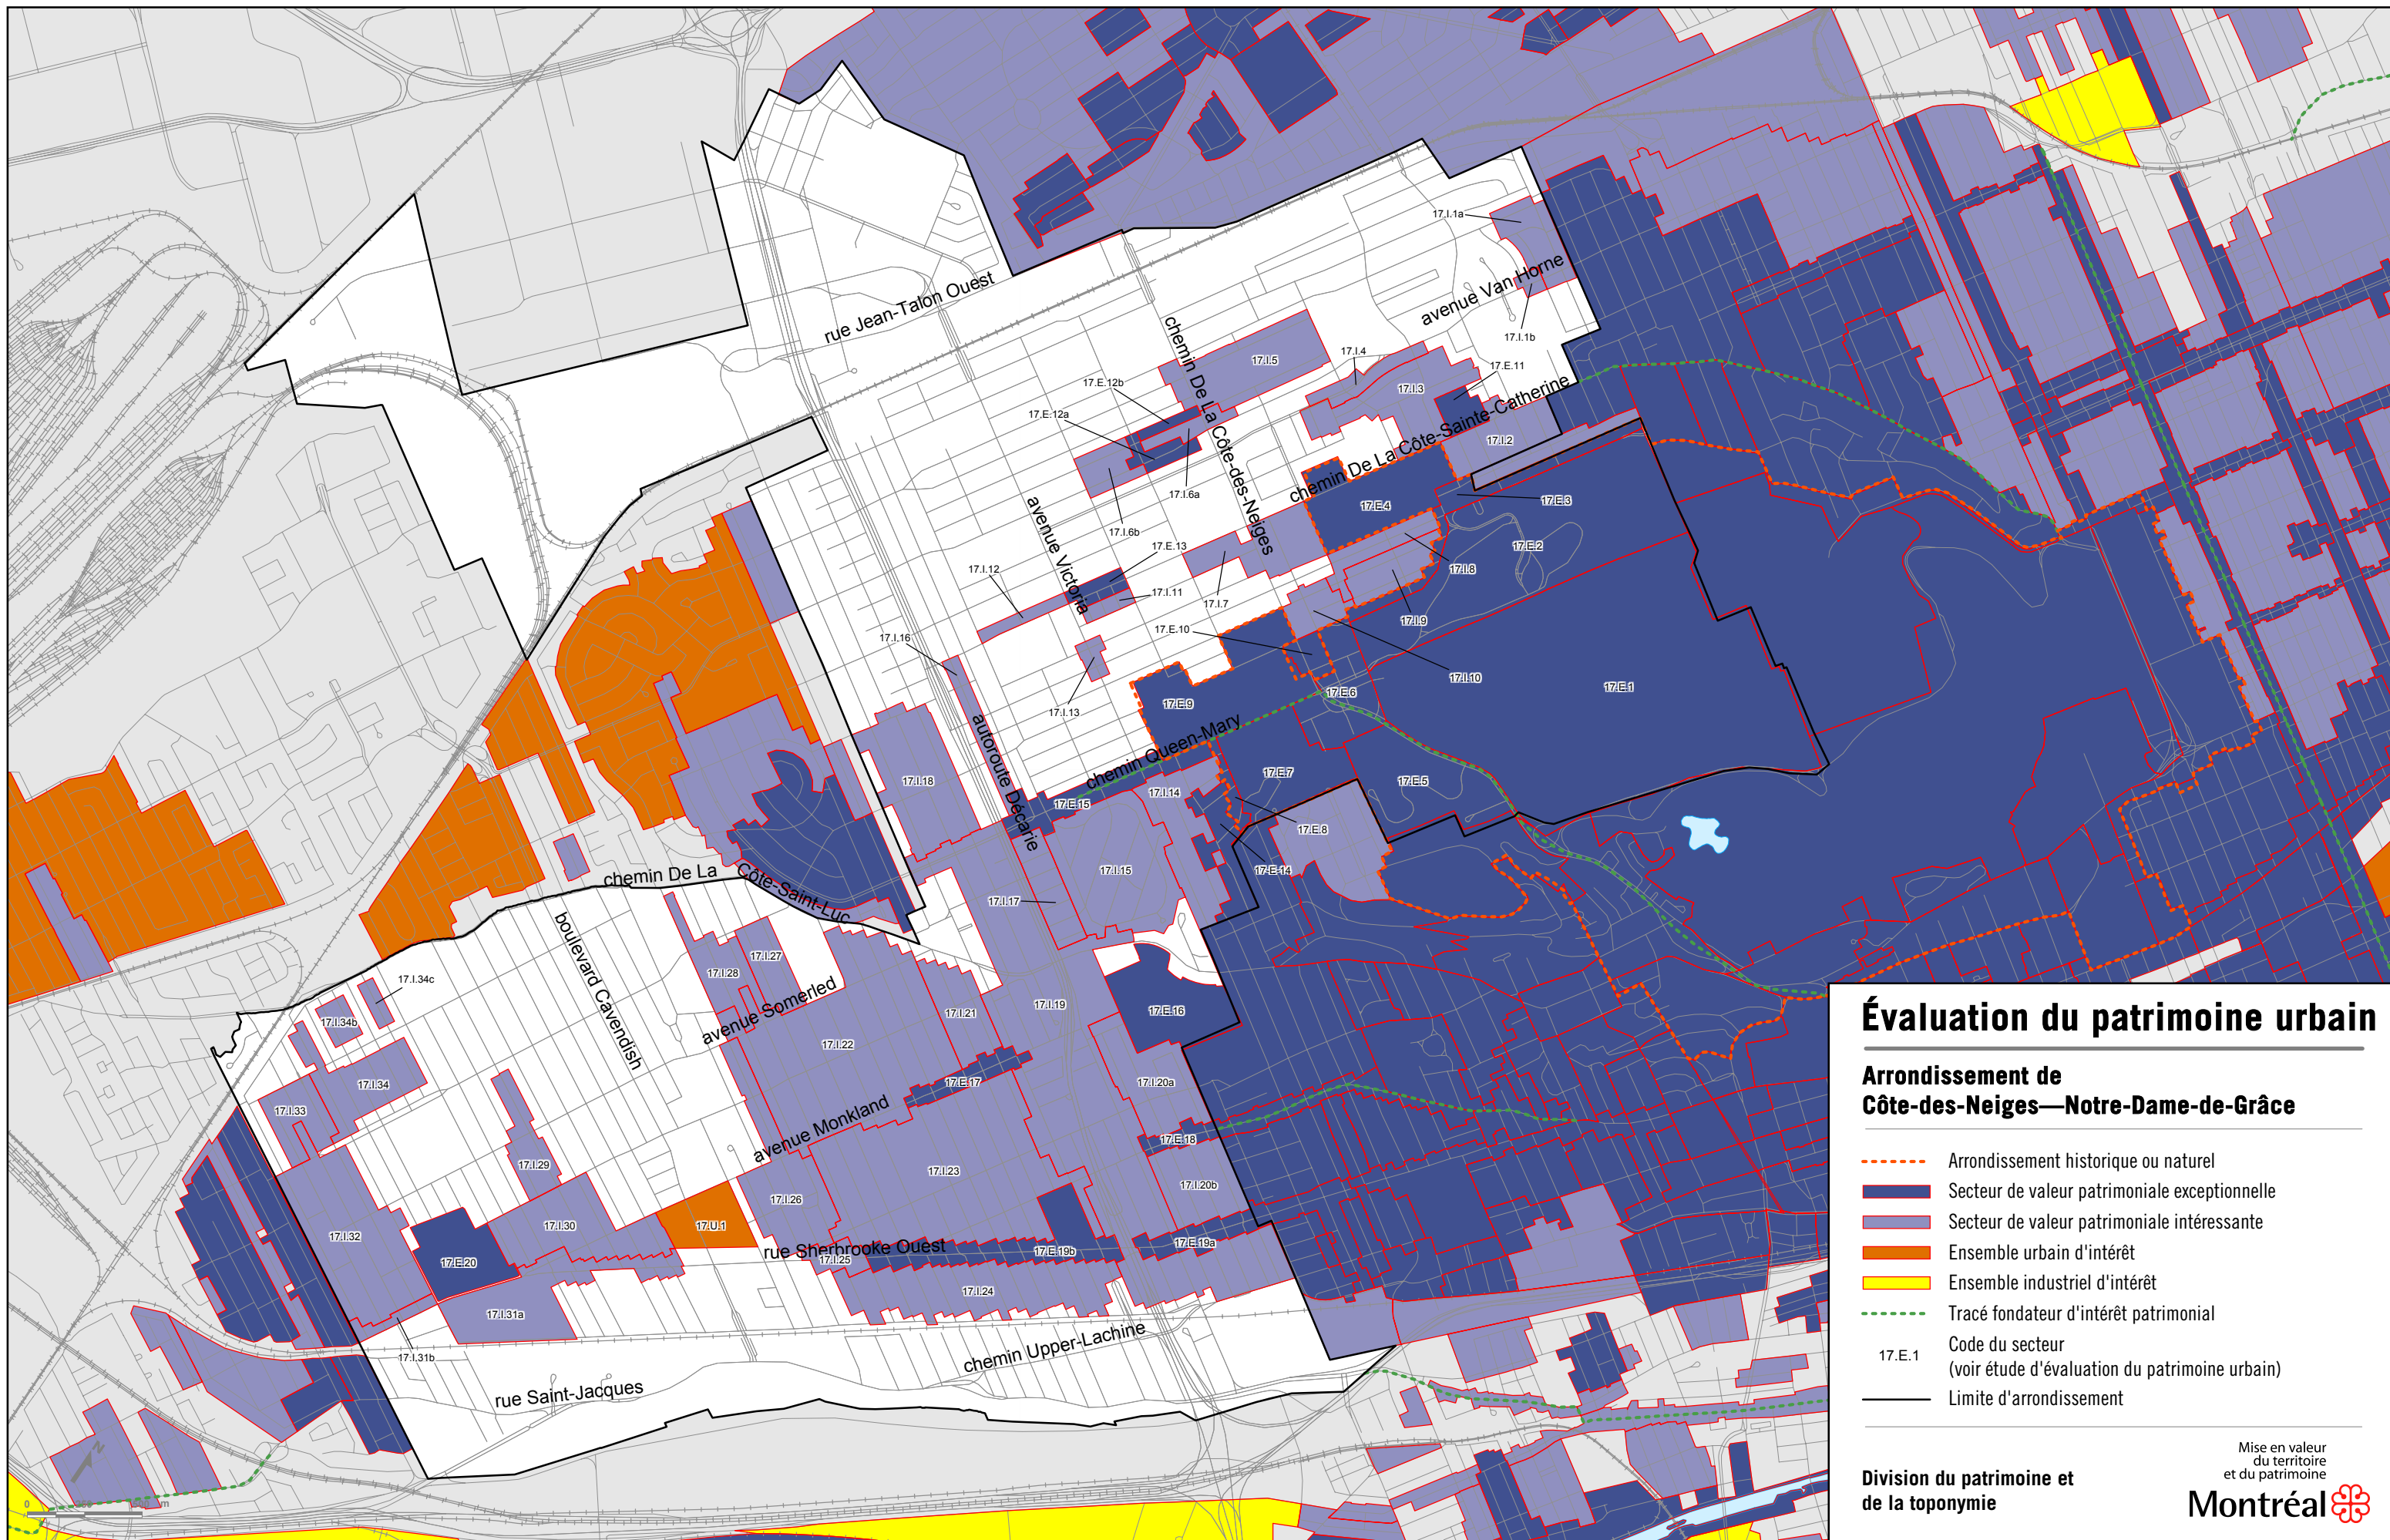 17.I.1a
avenue Van Horne
rue Jean-Talon Ouest
17.I.1b
chemin De La Côte-des-Neiges
17.I.5
17.I.4
17.E.11
17.E.12b
17.I.3
17.E.12a
chemin De La Côte-Sainte-Catherine
17.I.2
17.I.6a
17.E.3
17.E.4
avenue Victoria
17.I.6b
17.E.13
17.E.2
17.I.12
17.I.8
17.I.11
17.I.7
17.I.9
17.E.10
17.I.16
17.I.10
17.E.1
17.E.6
17.E.9
17.I.13
autoroute Décarie
chemin Queen-Mary
17.E.7
17.I.18
17.E.5
17.I.14
17.E.15
17.E.8
17.I.15
17-E-14
chemin De La
Côte-Saint-Luc
17.I.17
boulevard Cavendish
17.I.27
17.I.28
17.I.34c
avenue Somerled
17.I.19
17.E.16
17.I.21
17.I.34b
17.I.22
17.I.34
17.E.17
17.I.20a
17.I.33
avenue Monkland
17.E.18
17.I.29
17.I.23
17.I.20b
17.I.26
17.I.30
17.U.1
17.I.32
17.E.19a
rue Sherbrooke Ouest
17.E.19b
17.I.25
17.E.20
17.I.24
17.I.31a
chemin Upper-Lachine
17.I.31b
rue Saint-Jacques
N
0
m
Évaluation du patrimoine urbain
Arrondissement de
Côte-des-Neiges—Notre-Dame-de-Grâce
Arrondissement historique ou naturel
Secteur de valeur patrimoniale exceptionnelle
Secteur de valeur patrimoniale intéressante
Ensemble urbain d'intérêt
Ensemble industriel d'intérêt
Tracé fondateur d'intérêt patrimonial
17.E.1
Code du secteur
(voir étude d'évaluation du patrimoine urbain)
Limite d'arrondissement
Division du patrimoine et
de la toponymie
Mise en valeur
du territoire
et du patrimoine
Montréal